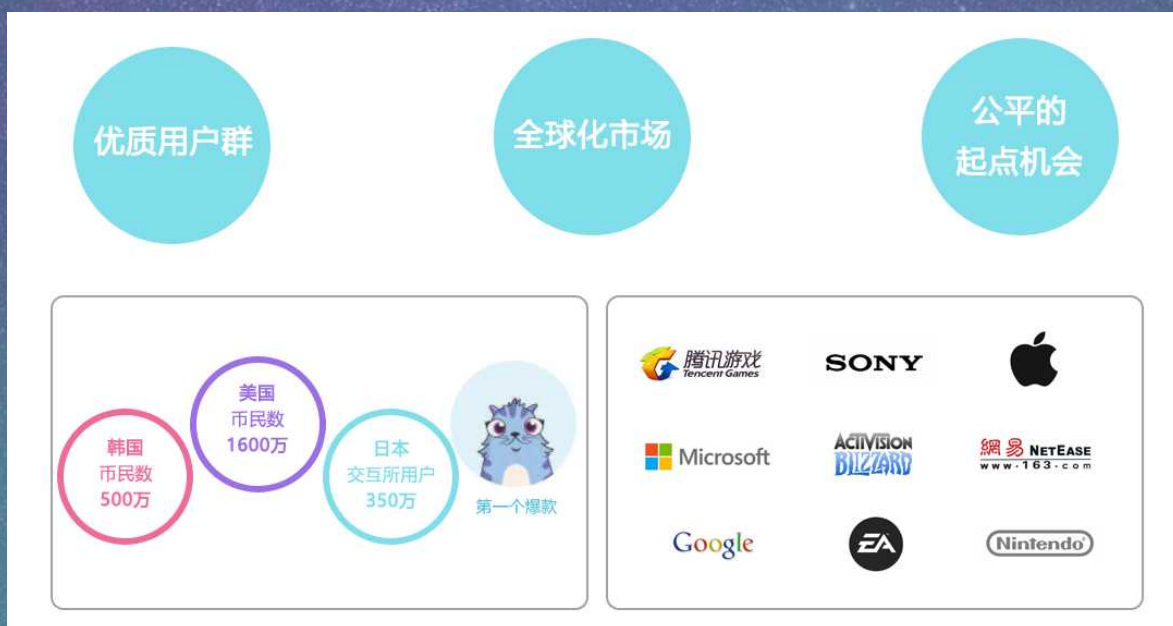 优质用户群
全球化市场
公平的
起点机会
韩国
币民数
500万
美国
币民数
1600万
日本
交互所用户
350万
第一个爆款
腾讯游戏
Tencent Games
SONY
Microsoft
ACTIVISION
BLIZZARD
網易 NETEASE
www.163.com
Google
EA
Nintendo